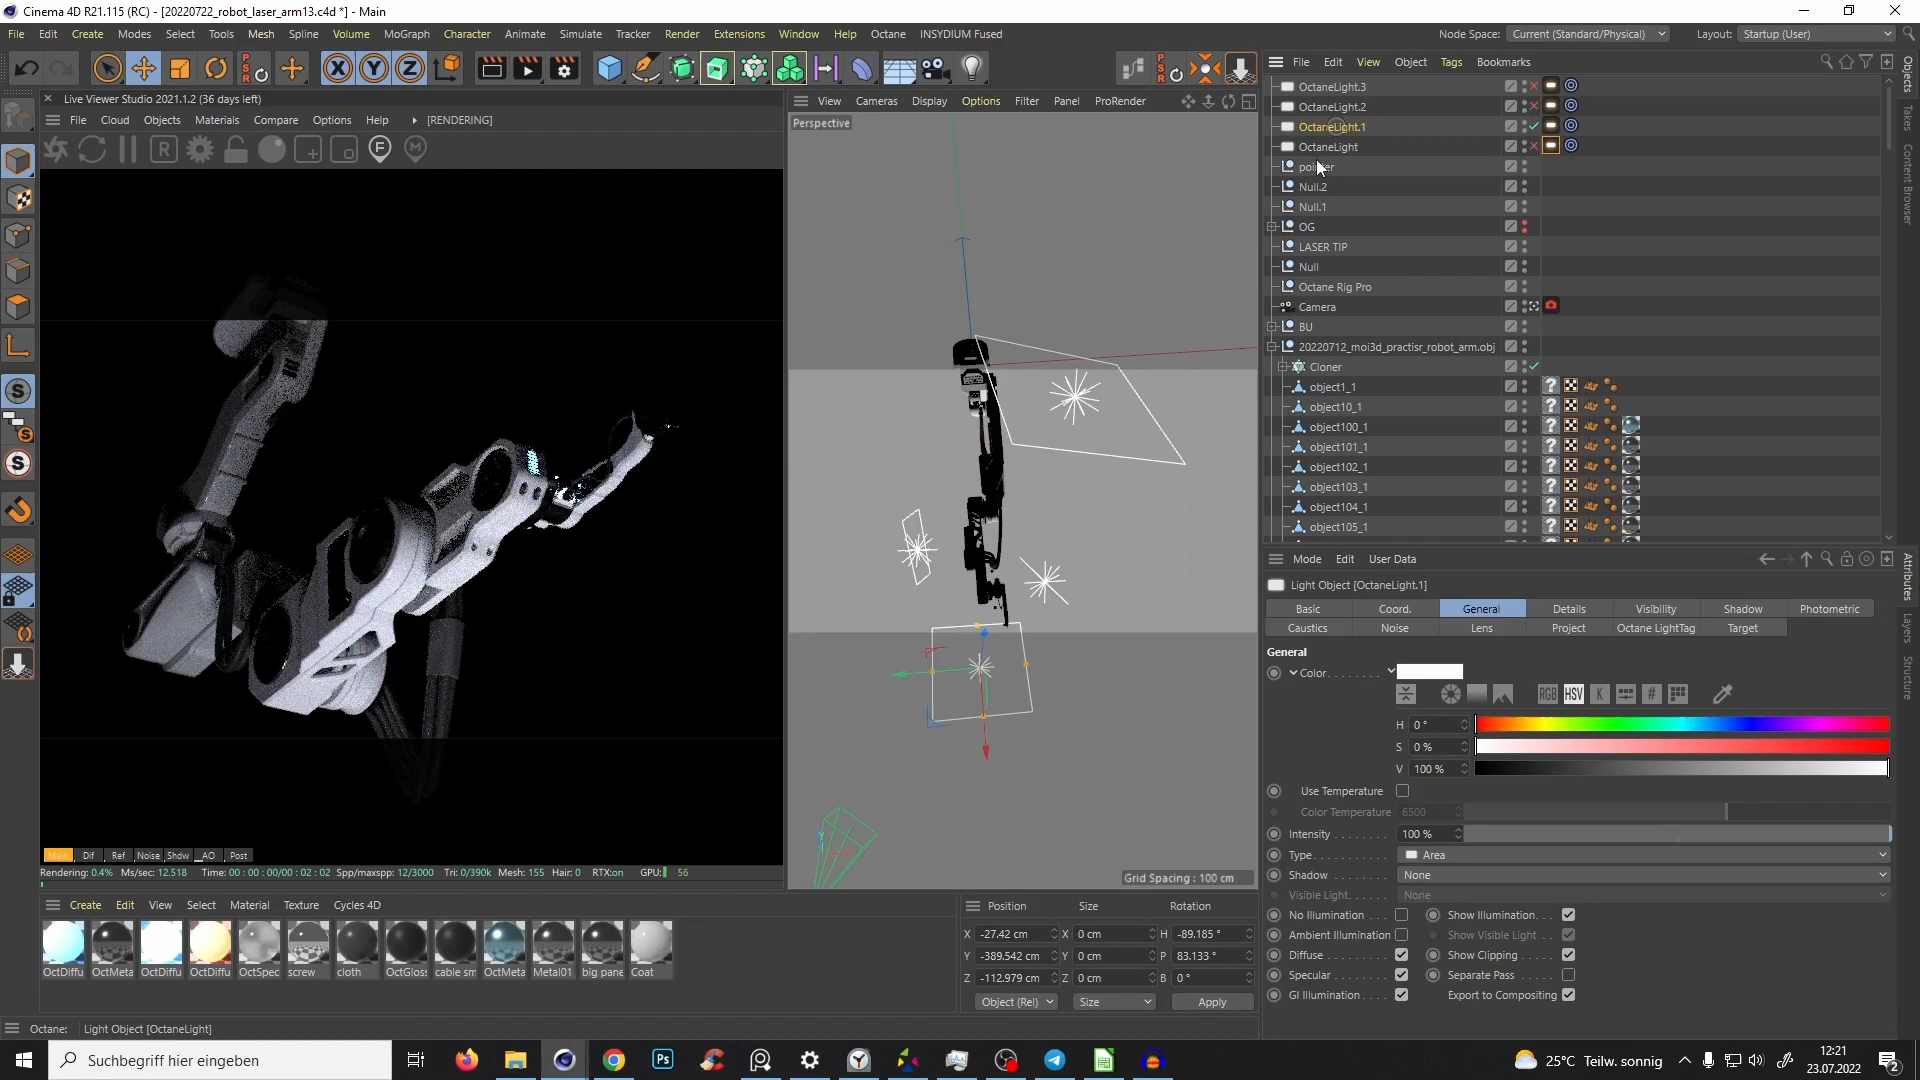 Cinema 4D R21.115 (RC) - [20220722_robot_laser_arm13.c4d *] - Main
File Edit Create Modes Select Tools Mesh Spline Volume MoGraph Character Animate Simulate Tracker Render Extensions Window Help Octane INSYDIUM Fused
Node Space: Current (Standard/Physical) Layout: Startup (User)
Live Viewer Studio 2021.1.2 (36 days left)
File Cloud Objects Materials Compare Options Help [RENDERING]
View Cameras Display Options Filter Panel ProRender
Perspective
Grid Spacing : 100 cm
Main Dif Ref Noise Shdw AO Post
Rendering: 0.4% Ms/sec: 12.518 Time: 00 : 00 : 00/00 : 02 : 02 Spp/maxspp: 12/3000 Tri: 0/390k Mesh: 155 Hair: 0 RTX:on GPU: 56
Create Edit View Select Material Texture Cycles 4D
OctDiffu OctMeta OctDiffu OctDiffu OctSpec screw cloth OctGloss cable sm OctMeta Metal01 big pane Coat
Position Size Rotation
X -27.42 cm X 0 cm H -89.185 °
Y -389.542 cm Y 0 cm P 83.133 °
Z -112.979 cm Z 0 cm B 0 °
Object (Rel) Size Apply
Octane: Light Object [OctaneLight]
File Edit View Object Tags Bookmarks
OctaneLight.3
OctaneLight.2
OctaneLight.1
OctaneLight
Null.2
Null.1
OG
LASER TIP
Null
Octane Rig Pro
Camera
BU
20220712_moi3d_practisr_robot_arm.obj
Cloner
object1_1
object10_1
object100_1
object101_1
object102_1
object103_1
object104_1
object105_1
Objects
Takes
Content Browser
Mode Edit User Data
Light Object [OctaneLight.1]
Basic Coord. General Details Visibility Shadow Photometric
Caustics Noise Lens Project Octane LightTag Target
General
Color
RGB HSV K #
H 0 °
S 0 %
V 100 %
Use Temperature
Color Temperature 6500
Intensity 100 %
Type Area
Shadow None
Visible Light None
No Illumination Show Illumination
Ambient Illumination Show Visible Light
Diffuse Show Clipping
Specular Separate Pass
GI Illumination Export to Compositing
Attributes
Layers
Structure
Suchbegriff hier eingeben
25°C Teilw. sonnig
12:21
23.07.2022
2